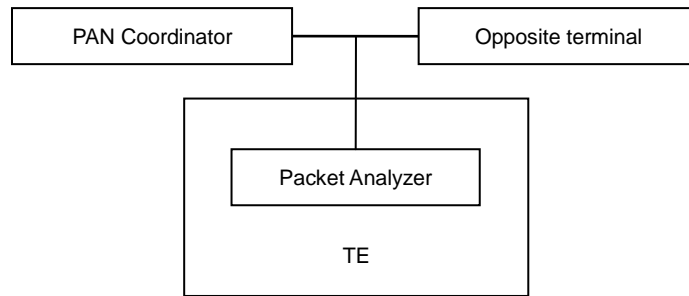 PAN Coordinator
Opposite terminal
Packet Analyzer
TE